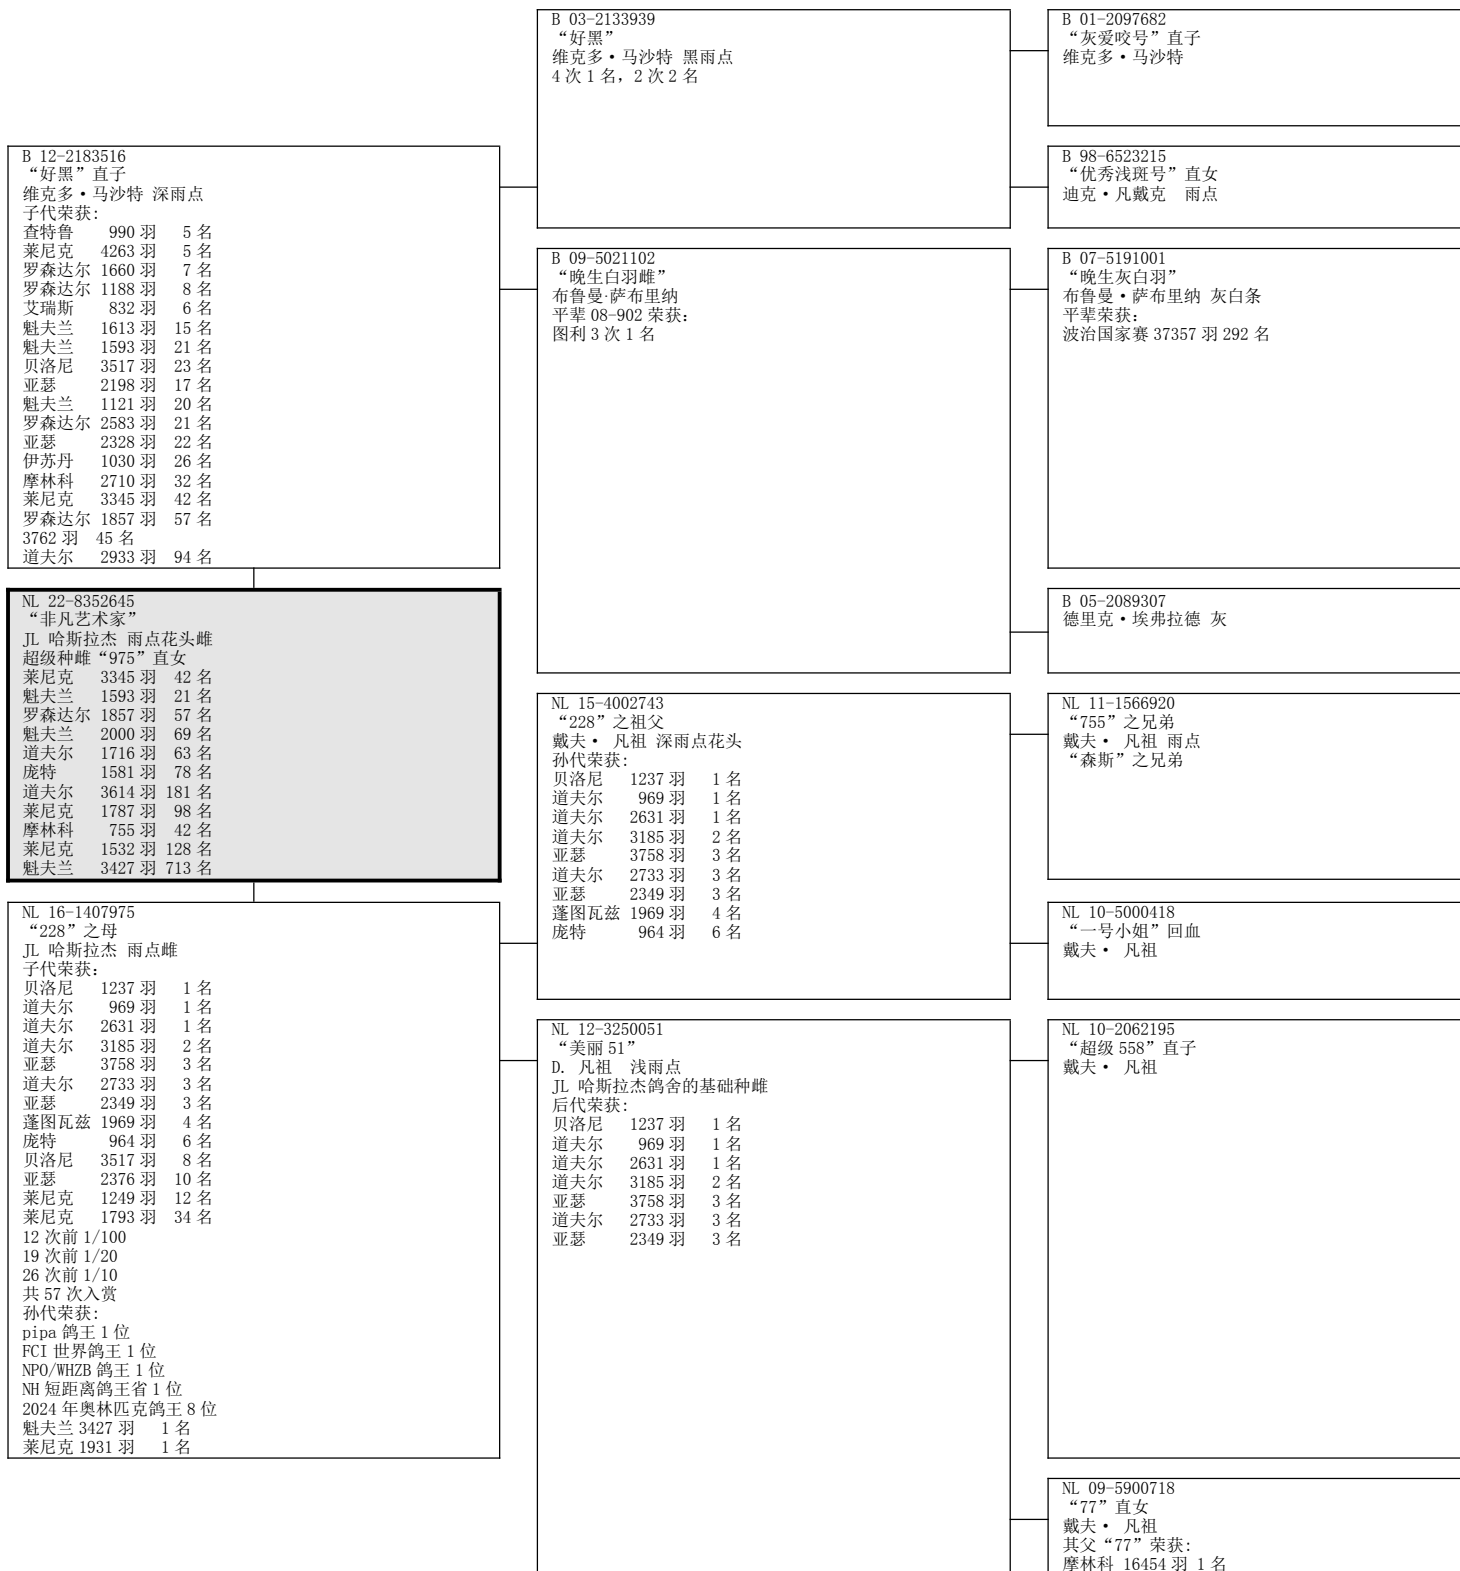 B 03-2133939
“好黑”
维克多•马沙特 黑雨点
4 次 1 名，2 次 2 名
B 01-2097682
“灰爱咬号”直子
维克多•马沙特
B 12-2183516
“好黑”直子
维克多•马沙特 深雨点
子代荣获:
查特鲁 990 羽 5 名
莱尼克 4263 羽 5 名
罗森达尔 1660 羽 7 名
罗森达尔 1188 羽 8 名
艾瑞斯 832 羽 6 名
魁夫兰 1613 羽 15 名
魁夫兰 1593 羽 21 名
贝洛尼 3517 羽 23 名
亚瑟 2198 羽 17 名
魁夫兰 1121 羽 20 名
罗森达尔 2583 羽 21 名
亚瑟 2328 羽 22 名
伊苏丹 1030 羽 26 名
摩林科 2710 羽 32 名
莱尼克 3345 羽 42 名
罗森达尔 1857 羽 57 名
3762 羽 45 名
道夫尔 2933 羽 94 名
B 98-6523215
“优秀浅斑号”直女
迪克•凡戴克 雨点
B 09-5021102
“晚生白羽雌”
布鲁曼·萨布里纳
平辈 08-902 荣获:
图利 3 次 1 名
B 07-5191001
“晚生灰白羽”
布鲁曼•萨布里纳 灰白条
平辈荣获:
波治国家赛 37357 羽 292 名
NL 22-8352645
“非凡艺术家”
JL 哈斯拉杰 雨点花头雌
超级种雌“975”直女
莱尼克 3345 羽 42 名
魁夫兰 1593 羽 21 名
罗森达尔 1857 羽 57 名
魁夫兰 2000 羽 69 名
道夫尔 1716 羽 63 名
庞特 1581 羽 78 名
道夫尔 3614 羽 181 名
莱尼克 1787 羽 98 名
摩林科 755 羽 42 名
莱尼克 1532 羽 128 名
魁夫兰 3427 羽 713 名
B 05-2089307
德里克•埃弗拉德 灰
NL 15-4002743
“228”之祖父
戴夫• 凡祖 深雨点花头
孙代荣获:
贝洛尼 1237 羽 1 名
道夫尔 969 羽 1 名
道夫尔 2631 羽 1 名
道夫尔 3185 羽 2 名
亚瑟 3758 羽 3 名
道夫尔 2733 羽 3 名
亚瑟 2349 羽 3 名
蓬图瓦兹 1969 羽 4 名
庞特 964 羽 6 名
NL 11-1566920
“755”之兄弟
戴夫• 凡祖 雨点
“森斯”之兄弟
NL 10-5000418
“一号小姐”回血
戴夫• 凡祖
NL 16-1407975
“228”之母
JL 哈斯拉杰 雨点雌
子代荣获:
贝洛尼 1237 羽 1 名
道夫尔 969 羽 1 名
道夫尔 2631 羽 1 名
道夫尔 3185 羽 2 名
亚瑟 3758 羽 3 名
道夫尔 2733 羽 3 名
亚瑟 2349 羽 3 名
蓬图瓦兹 1969 羽 4 名
庞特 964 羽 6 名
贝洛尼 3517 羽 8 名
亚瑟 2376 羽 10 名
莱尼克 1249 羽 12 名
莱尼克 1793 羽 34 名
12 次前 1/100
19 次前 1/20
26 次前 1/10
共 57 次入赏
孙代荣获:
pipa 鸽王 1 位
FCI 世界鸽王 1 位
NPO/WHZB 鸽王 1 位
NH 短距离鸽王省 1 位
2024 年奥林匹克鸽王 8 位
魁夫兰 3427 羽 1 名
莱尼克 1931 羽 1 名
NL 12-3250051
“美丽 51”
D. 凡祖 浅雨点
JL 哈斯拉杰鸽舍的基础种雌
后代荣获:
贝洛尼 1237 羽 1 名
道夫尔 969 羽 1 名
道夫尔 2631 羽 1 名
道夫尔 3185 羽 2 名
亚瑟 3758 羽 3 名
道夫尔 2733 羽 3 名
亚瑟 2349 羽 3 名
NL 10-2062195
“超级 558”直子
戴夫• 凡祖
NL 09-5900718
“77”直女
戴夫• 凡祖
其父“77”荣获:
摩林科 16454 羽 1 名